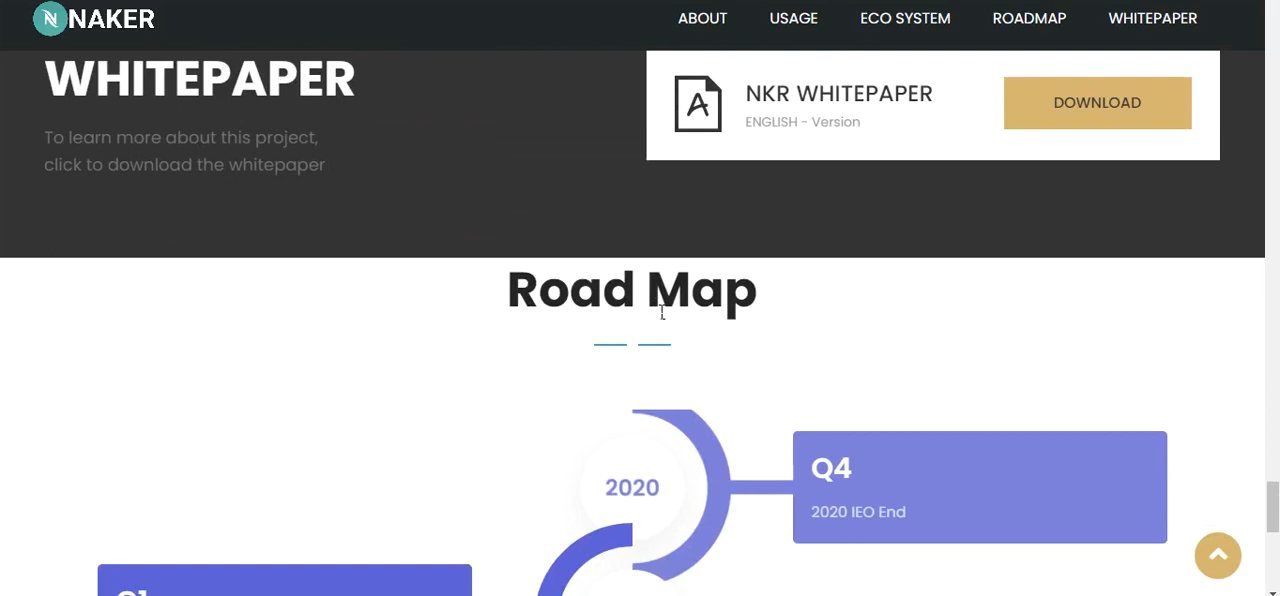 NAKER
ABOUT
USAGE
ECO SYSTEM
ROADMAP
WHITEPAPER
WHITEPAPER
To learn more about this project,
click to download the whitepaper
NKR WHITEPAPER
ENGLISH - Version
DOWNLOAD
Road Map
2020
Q4
2020 IEO End
Q1